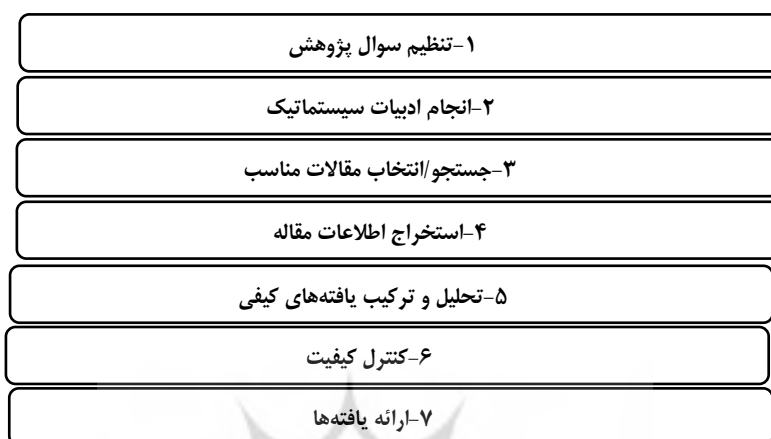 ۱-تنظیم سوال پژوهش
۲-انجام ادبیات سیستماتیک
۳-جستجو/انتخاب مقالات مناسب
۴-استخراج اطلاعات مقاله
۵-تحلیل و ترکیب یافته‌های کیفی
۶-کنترل کیفیت
۷-ارائه یافته‌ها